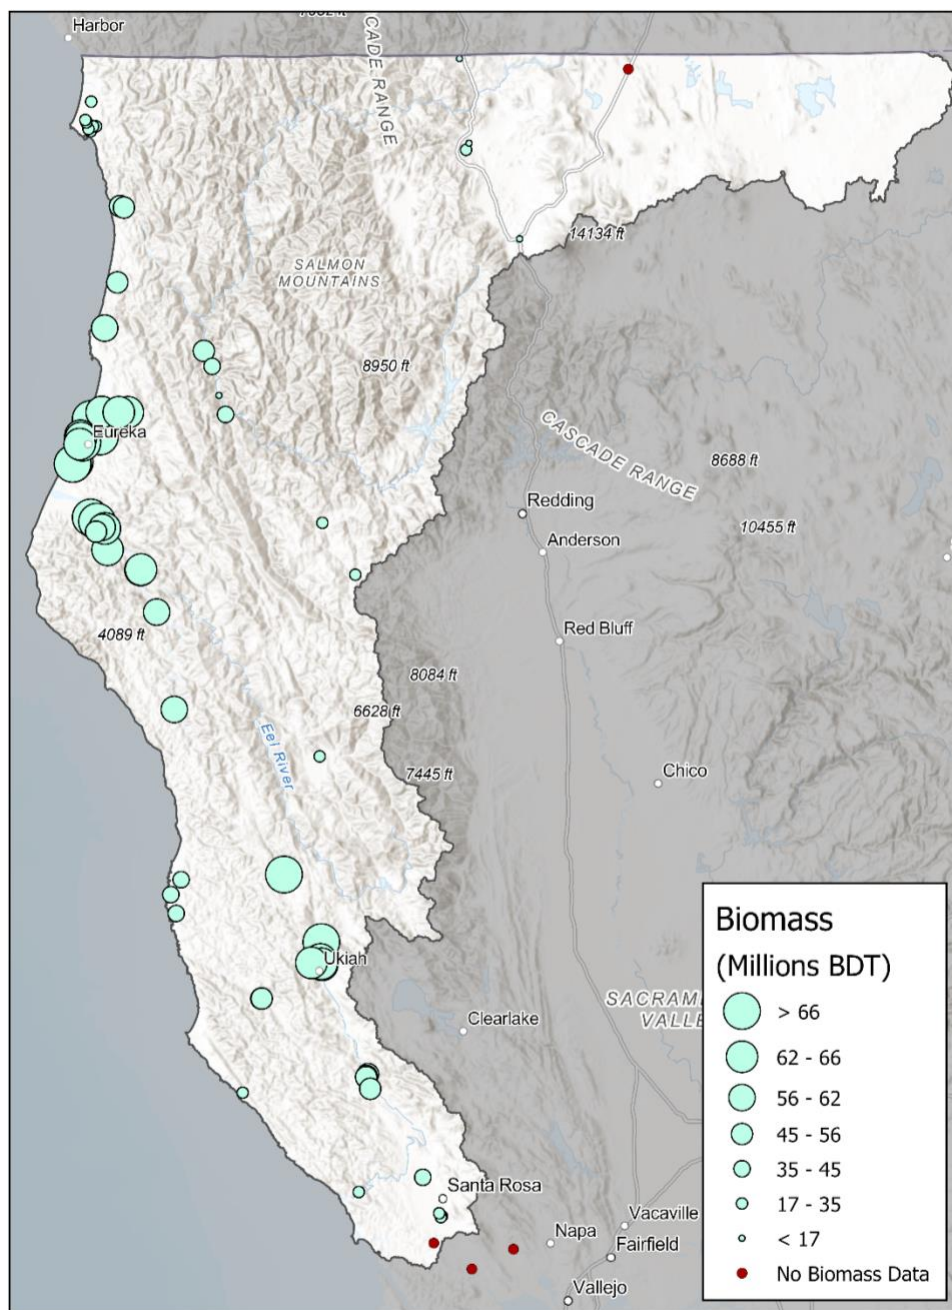 Harbor
CADE RANGE
14134 ft
SALMON
MOUNTAINS
8950 ft
Eureka
CASCADE RANGE
8688 ft
Redding
10455 ft
Anderson
Red Bluff
4089 ft
8084 ft
6628 ft
Eel River
7445 ft
Chico
Ukiah
SACRAM
VALLE
Clearlake
Santa Rosa
Napa
Vacaville
Fairfield
Vallejo
Biomass
(Millions BDT)
> 66
62 - 66
56 - 62
45 - 56
35 - 45
17 - 35
< 17
No Biomass Data